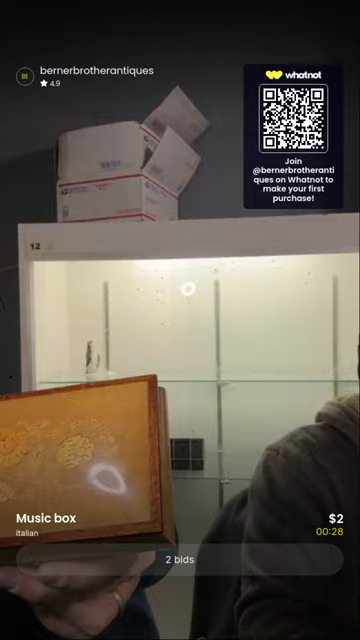 BE
bernerbrotherantiques
4.9
whatnot
Join
@bernerbrotheranti
ques on Whatnot to
make your first
purchase!
12
Music box
$2
italian
00:28
2 bids